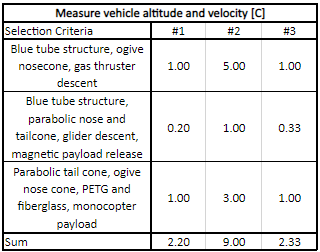 Measure vehicle altitude and velocity [C]
Selection Criteria #1 #2 #3
Blue tube structure, ogive
nosecone, gas thruster
descent
1.00 5.00 1.00
Blue tube structure,
parabolic nose and
tailcone, glider descent,
magnetic payload release
0.20 1.00 0.33
Parabolic tail cone, ogive
nose cone, PETG and
fiberglass, monocopter
payload
1.00 3.00 1.00
Sum 2.20 9.00 2.33